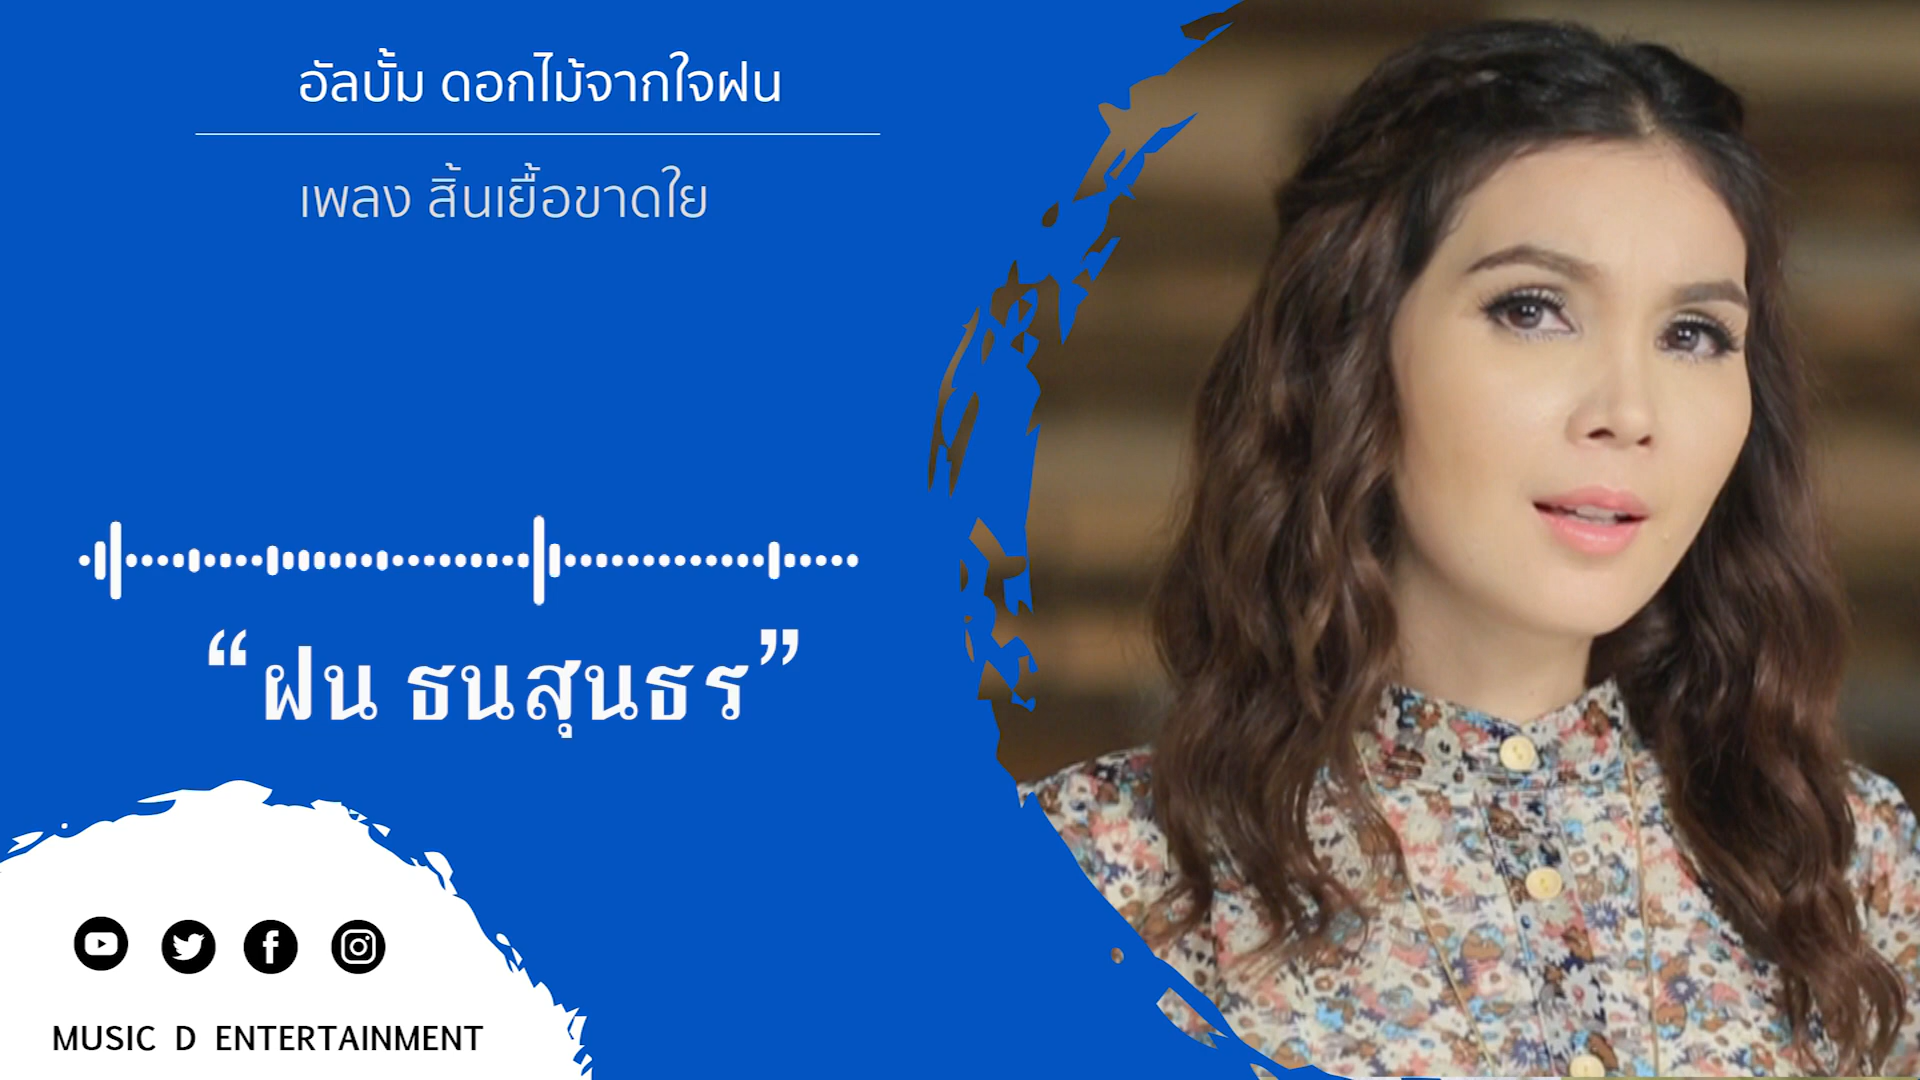 อัลบั้ม ดอกไม้จากใจฝน
เพลง สิ้นเยื่อขาดใย
“ฝน ธนสุนธร”
MUSIC D ENTERTAINMENT